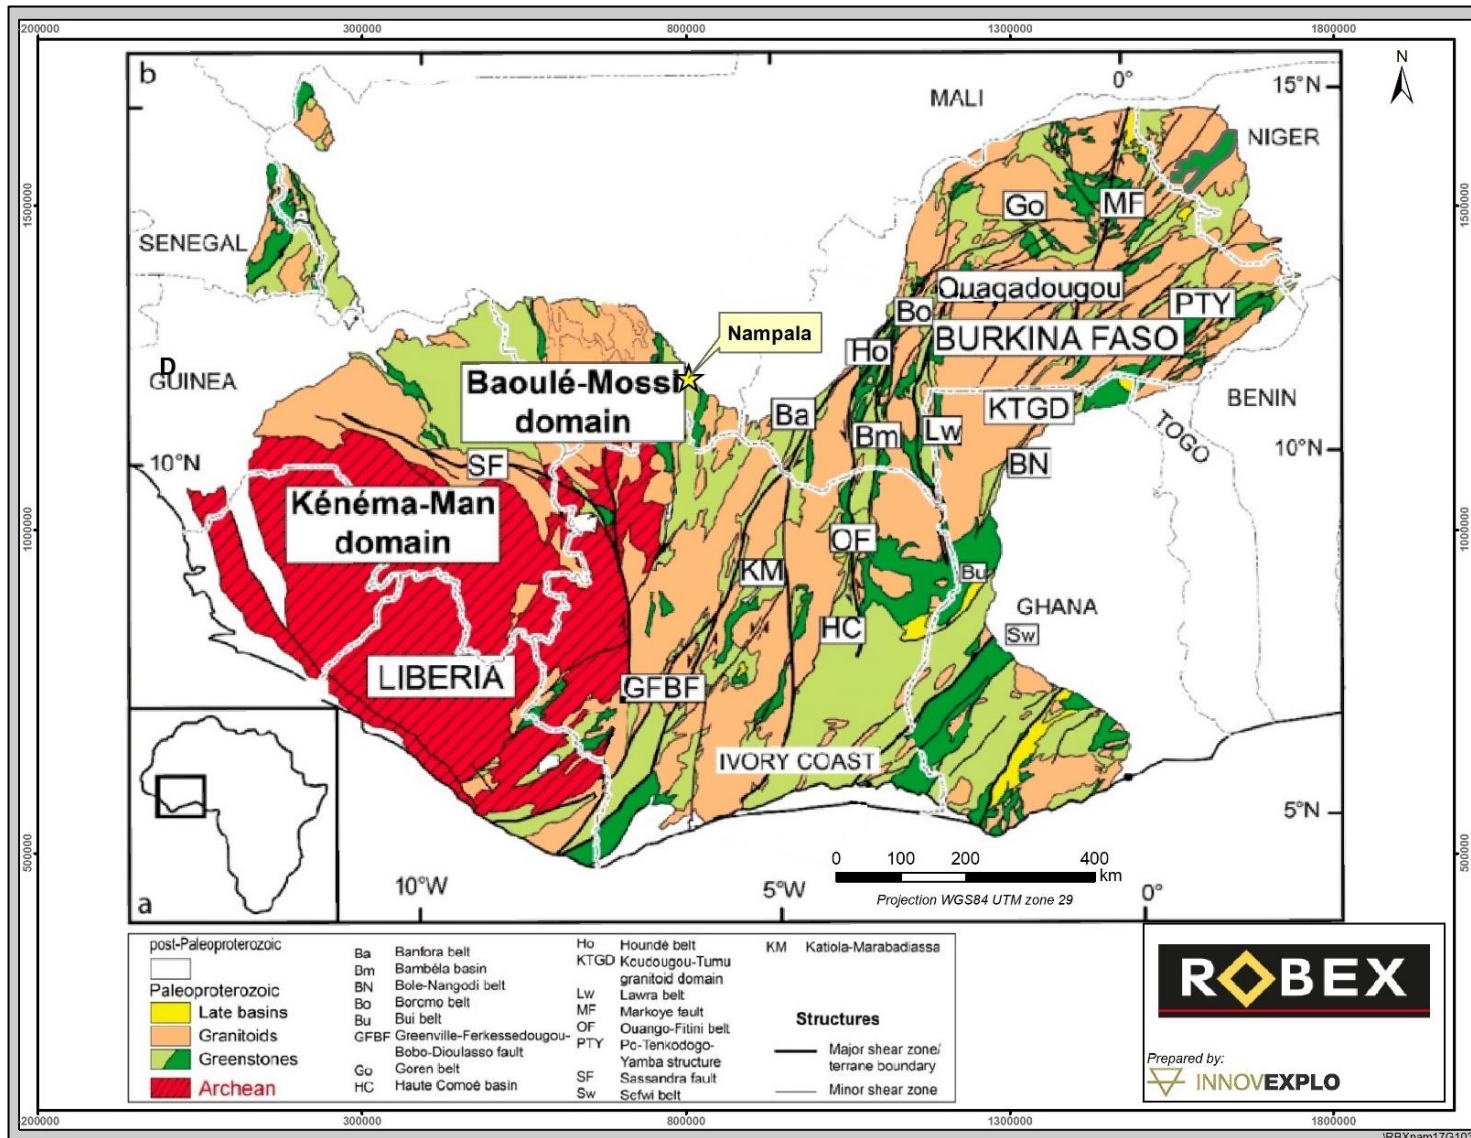 200000 300000 800000 1300000 1800000
N
b
0°
15°N
MALI
NIGER
1500000
1500000
Go
MF
SENEGAL
Ouagadougou
PTY
Bo
Nampala
BURKINA FASO
Ho
D
GUINEA
Baoulé-Mossi
domain
Ba
KTGD
BENIN
Bm
Lw
TOGO
10°N
SF
BN
10°N
Kénéma-Man
domain
1000000
1000000
OF
KM
Bu
GHANA
HC
Sw
LIBERIA
GFBF
IVORY COAST
5°N
500000
500000
0 100 200 400
km
10°W
5°W
0°
Projection WGS84 UTM zone 29
a
post-Paleoproterozoic
Paleoproterozoic
Late basins
Granitoids
Greenstones
Archean
Ba Banfora belt
Bm Bambéla basin
BN Bole-Nangodi belt
Bo Boromo belt
Bu Bui belt
GFBF Greenville-Ferkessedougou-
Bobo-Dioulasso fault
Go Goren belt
HC Haute Comoé basin
Ho Houndé belt
KTGD Koudougou-Tumu
granitoid domain
Lw Lawra belt
MF Markoye fault
OF Ouango-Fitini belt
PTY Po-Tenkodogo-
Yamba structure
SF Sassandra fault
Sw Sefwi belt
KM Katiola-Marabadiassa
Structures
Major shear zone/
terrane boundary
Minor shear zone
ROBEX
Prepared by:
INNOVEXPLO
200000 300000 800000 1300000 1800000